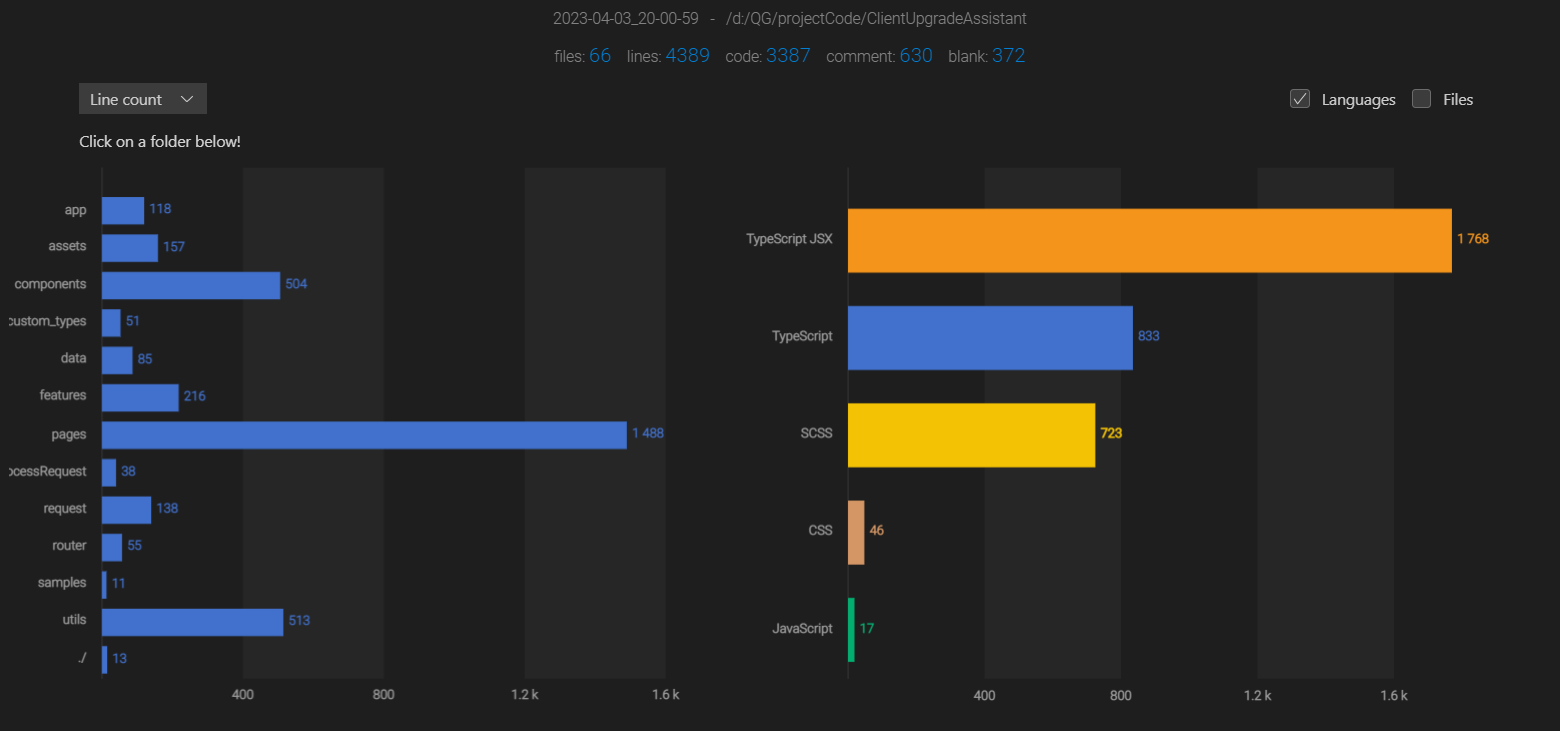 2023-04-03_20-00-59 - /d:/QG/projectCode/ClientUpgradeAssistant
files: 66 lines: 4389 code: 3387 comment: 630 blank: 372
Line count
Languages
Files
Click on a folder below!
app 118
assets 157
components 504
custom_types 51
data 85
features 216
pages 1 488
ocessRequest 38
request 138
router 55
samples 11
utils 513
./ 13
400 800 1.2 k 1.6 k
TypeScript JSX 1 768
TypeScript 833
SCSS 723
CSS 46
JavaScript 17
400 800 1.2 k 1.6 k